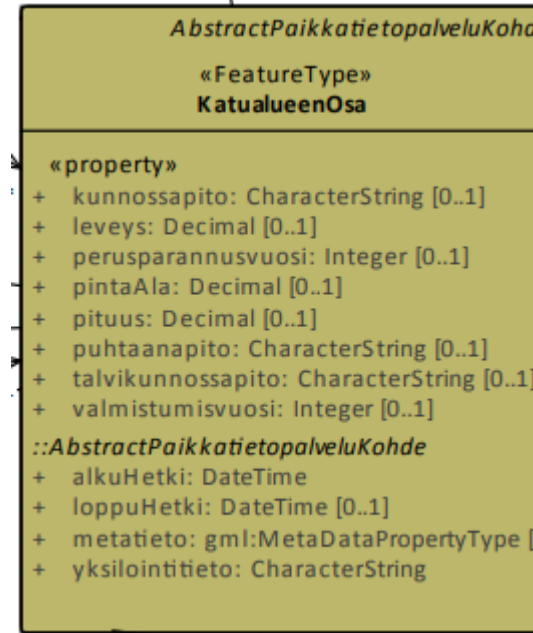 AbstractPaikkatietopalveluKohd
«FeatureType»
KatualueenOsa
«property»
+ kunnossapito: CharacterString [0..1]
+ leveys: Decimal [0..1]
+ perusparannusvuosi: Integer [0..1]
+ pintaAla: Decimal [0..1]
+ pituus: Decimal [0..1]
+ puhtaanapito: CharacterString [0..1]
+ talvikunnossapito: CharacterString [0..1]
+ valmistumisvuosi: Integer [0..1]
::AbstractPaikkatietopalveluKohde
+ alkuHetki: DateTime
+ loppuHetki: DateTime [0..1]
+ metatieto: gml:MetaDataPropertyType [
+ yksilointitieto: CharacterString